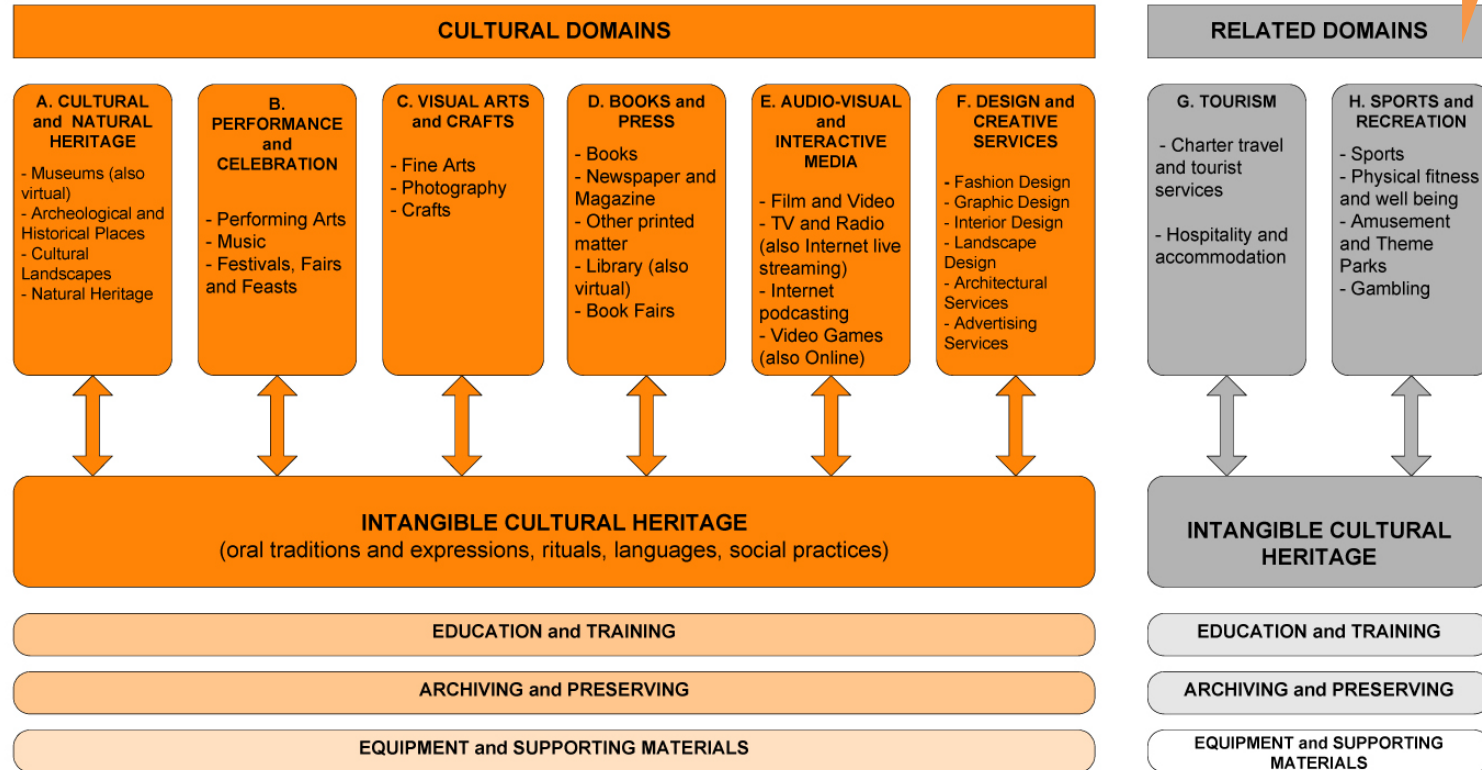 CULTURAL DOMAINS
RELATED DOMAINS
A. CULTURAL
and NATURAL
HERITAGE
- Museums (also
virtual)
- Archeological and
Historical Places
- Cultural
Landscapes
- Natural Heritage
B.
PERFORMANCE
and
CELEBRATION
- Performing Arts
- Music
- Festivals, Fairs
and Feasts
C. VISUAL ARTS
and CRAFTS
- Fine Arts
- Photography
- Crafts
D. BOOKS and
PRESS
- Books
- Newspaper and
Magazine
- Other printed
matter
- Library (also
virtual)
- Book Fairs
E. AUDIO-VISUAL
and
INTERACTIVE
MEDIA
- Film and Video
- TV and Radio
(also Internet live
streaming)
- Internet
podcasting
- Video Games
(also Online)
F. DESIGN and
CREATIVE
SERVICES
- Fashion Design
- Graphic Design
- Interior Design
- Landscape
Design
- Architectural
Services
- Advertising
Services
G. TOURISM
- Charter travel
and tourist
services
- Hospitality and
accommodation
H. SPORTS and
RECREATION
- Sports
- Physical fitness
and well being
- Amusement
and Theme
Parks
- Gambling
INTANGIBLE CULTURAL HERITAGE
(oral traditions and expressions, rituals, languages, social practices)
INTANGIBLE CULTURAL
HERITAGE
EDUCATION and TRAINING
EDUCATION and TRAINING
ARCHIVING and PRESERVING
ARCHIVING and PRESERVING
EQUIPMENT and SUPPORTING MATERIALS
EQUIPMENT and SUPPORTING
MATERIALS